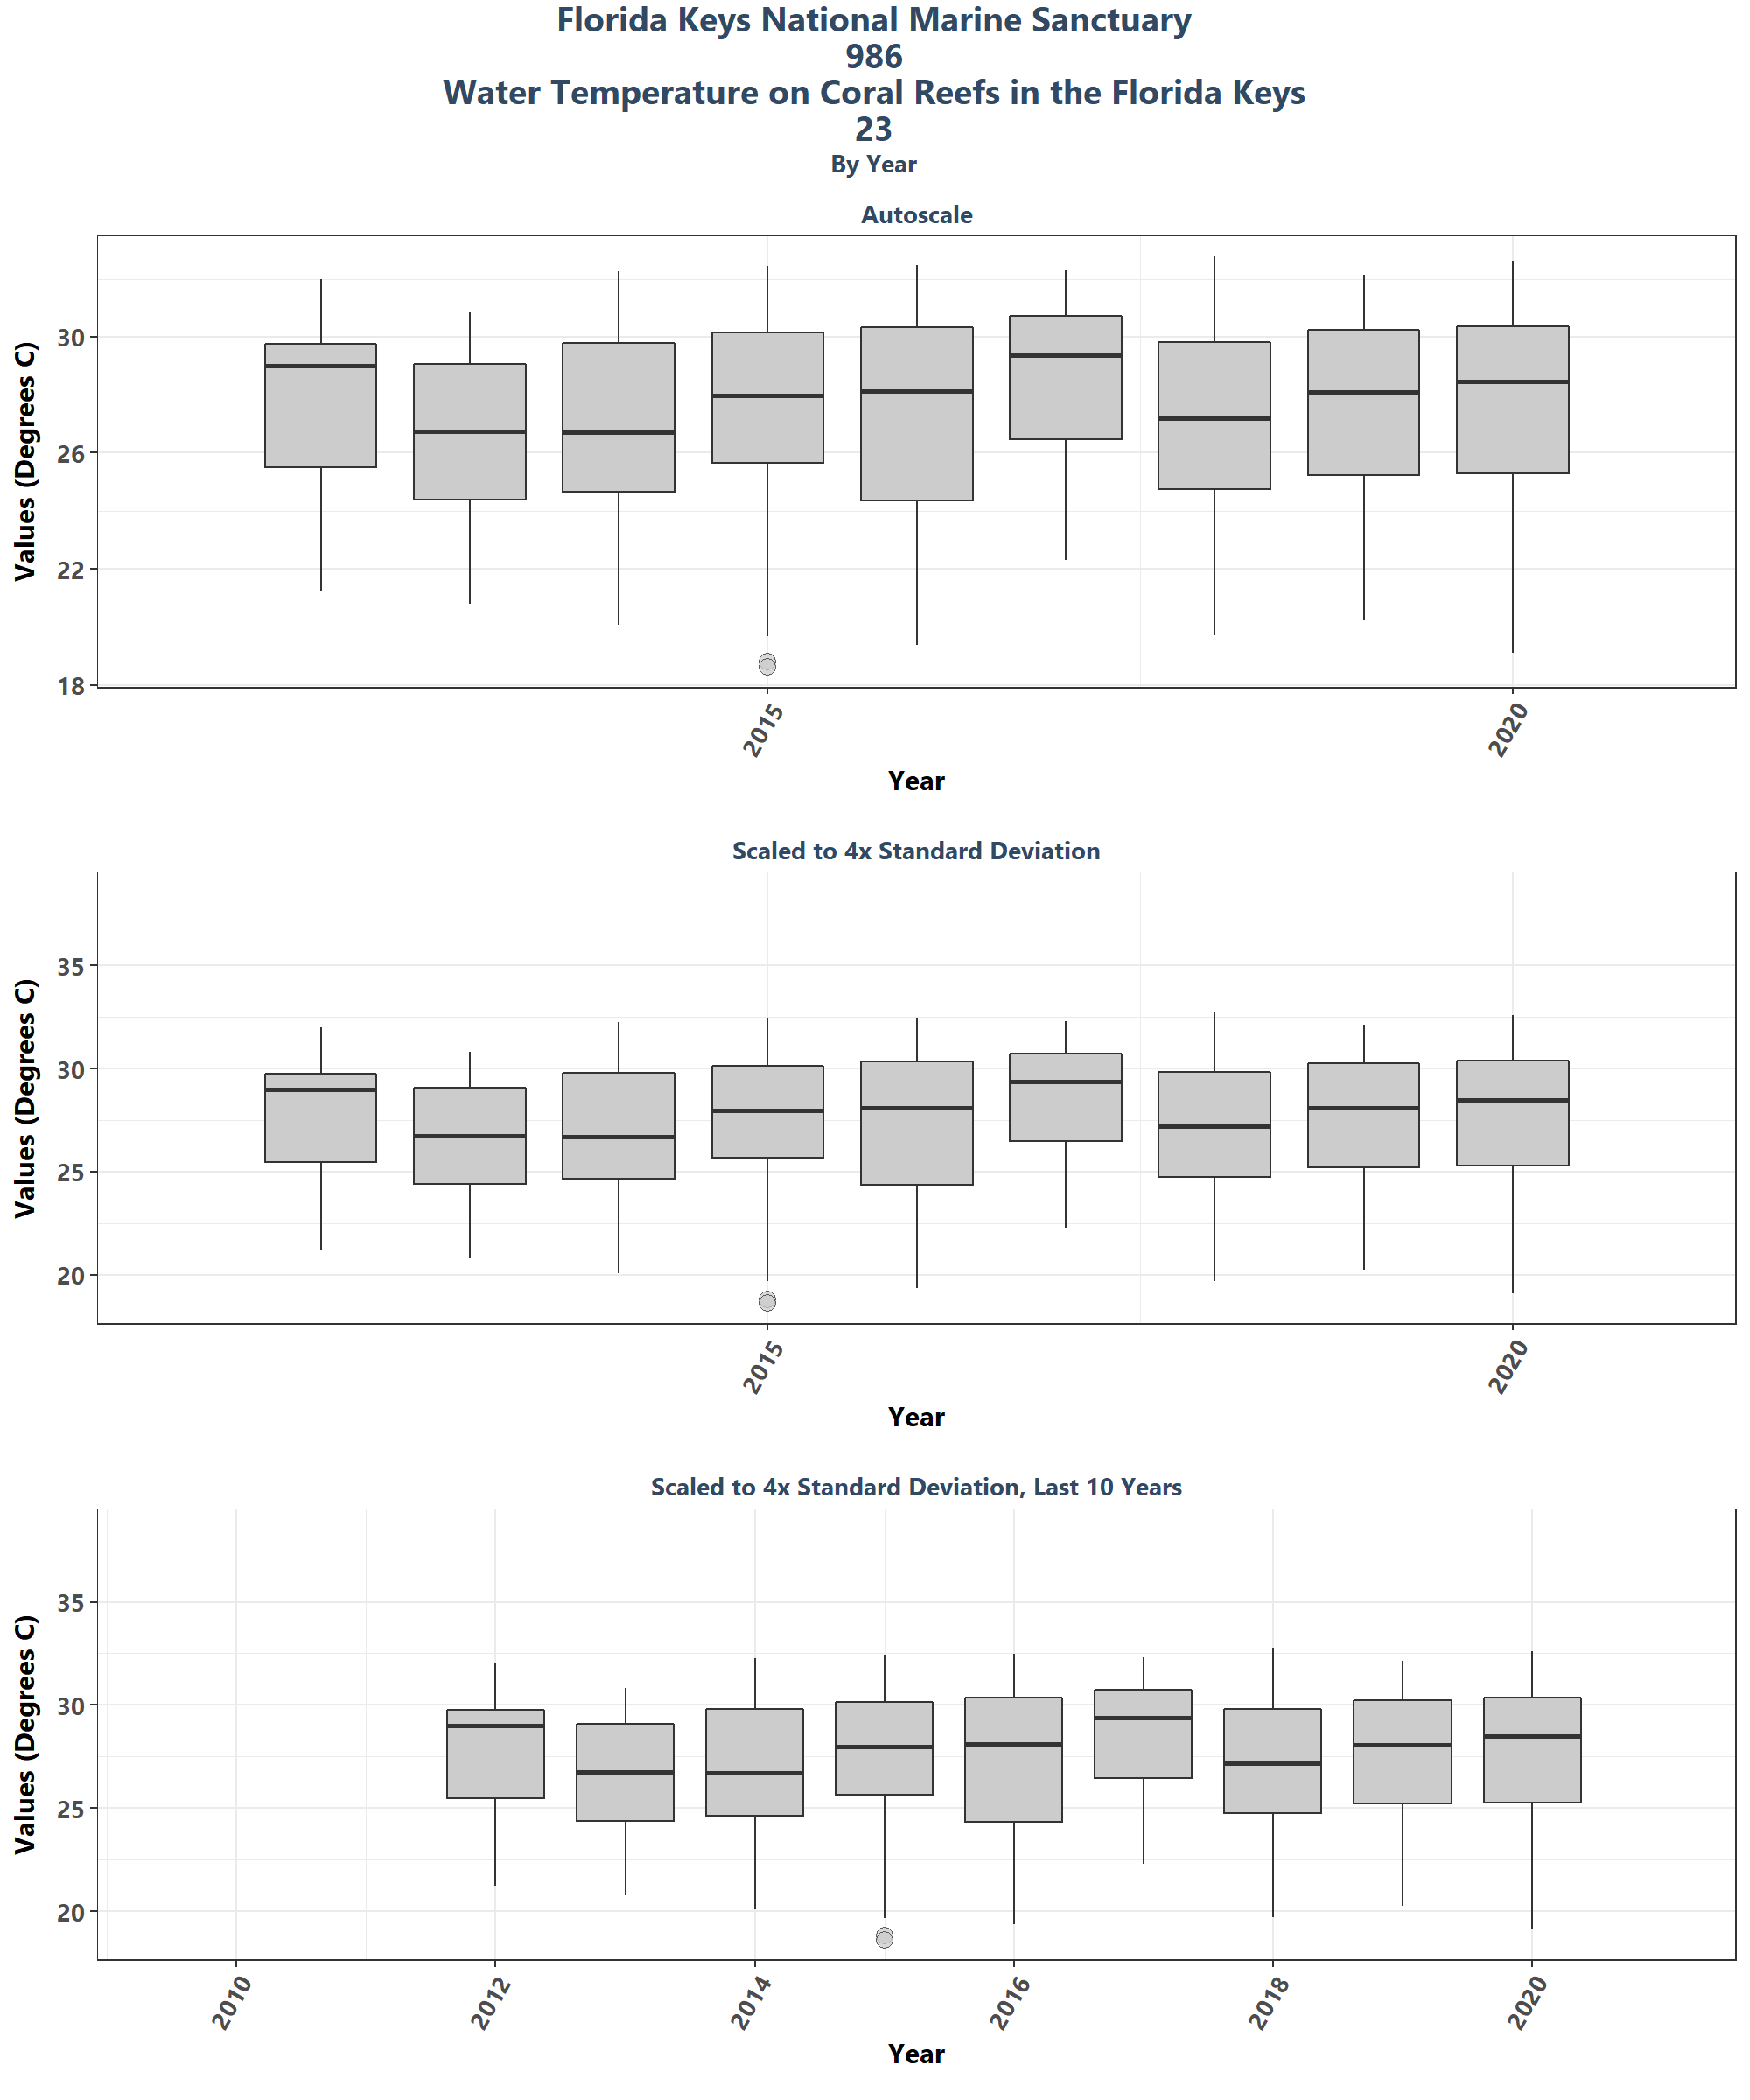 Florida Keys National Marine Sanctuary
986
Water Temperature on Coral Reefs in the Florida Keys
23
By Year
Autoscale
Values (Degrees C)
30
26
22
18
2015
2020
Year
Scaled to 4x Standard Deviation
Values (Degrees C)
35
30
25
20
2015
2020
Year
Scaled to 4x Standard Deviation, Last 10 Years
Values (Degrees C)
35
30
25
20
2010
2012
2014
2016
2018
2020
Year